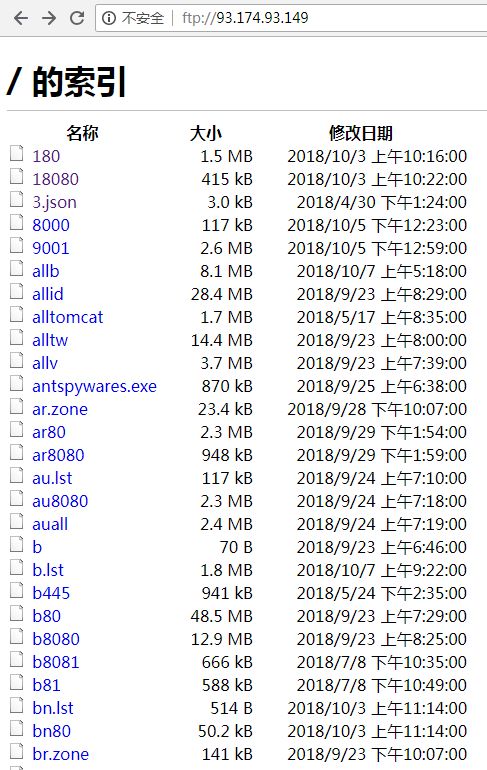 不安全 ftp://93.174.93.149
/ 的索引
名称 大小 修改日期
180 1.5 MB 2018/10/3 上午10:16:00
18080 415 kB 2018/10/3 上午10:22:00
3.json 3.0 kB 2018/4/30 下午1:24:00
8000 117 kB 2018/10/5 下午12:23:00
9001 2.6 MB 2018/10/5 下午12:59:00
allb 8.1 MB 2018/10/7 上午5:18:00
allid 28.4 MB 2018/9/23 上午8:29:00
alltomcat 1.7 MB 2018/5/17 上午8:35:00
alltw 14.4 MB 2018/9/23 上午8:00:00
allv 3.7 MB 2018/9/23 上午7:39:00
antspywares.exe 870 kB 2018/9/25 上午6:38:00
ar.zone 23.4 kB 2018/9/28 下午10:07:00
ar80 2.3 MB 2018/9/29 上午1:54:00
ar8080 948 kB 2018/9/29 上午1:59:00
au.lst 117 kB 2018/9/24 上午7:10:00
au8080 2.3 MB 2018/9/24 上午7:18:00
auall 2.4 MB 2018/9/24 上午7:19:00
b 70 B 2018/9/23 上午6:46:00
b.lst 1.8 MB 2018/10/7 上午9:22:00
b445 941 kB 2018/5/24 上午2:35:00
b80 48.5 MB 2018/9/23 上午7:29:00
b8080 12.9 MB 2018/9/23 上午8:25:00
b8081 666 kB 2018/7/8 下午10:35:00
b81 588 kB 2018/7/8 下午10:49:00
bn.lst 514 B 2018/10/3 上午11:14:00
bn80 50.2 kB 2018/10/3 上午11:14:00
br.zone 141 kB 2018/9/23 下午10:07:00